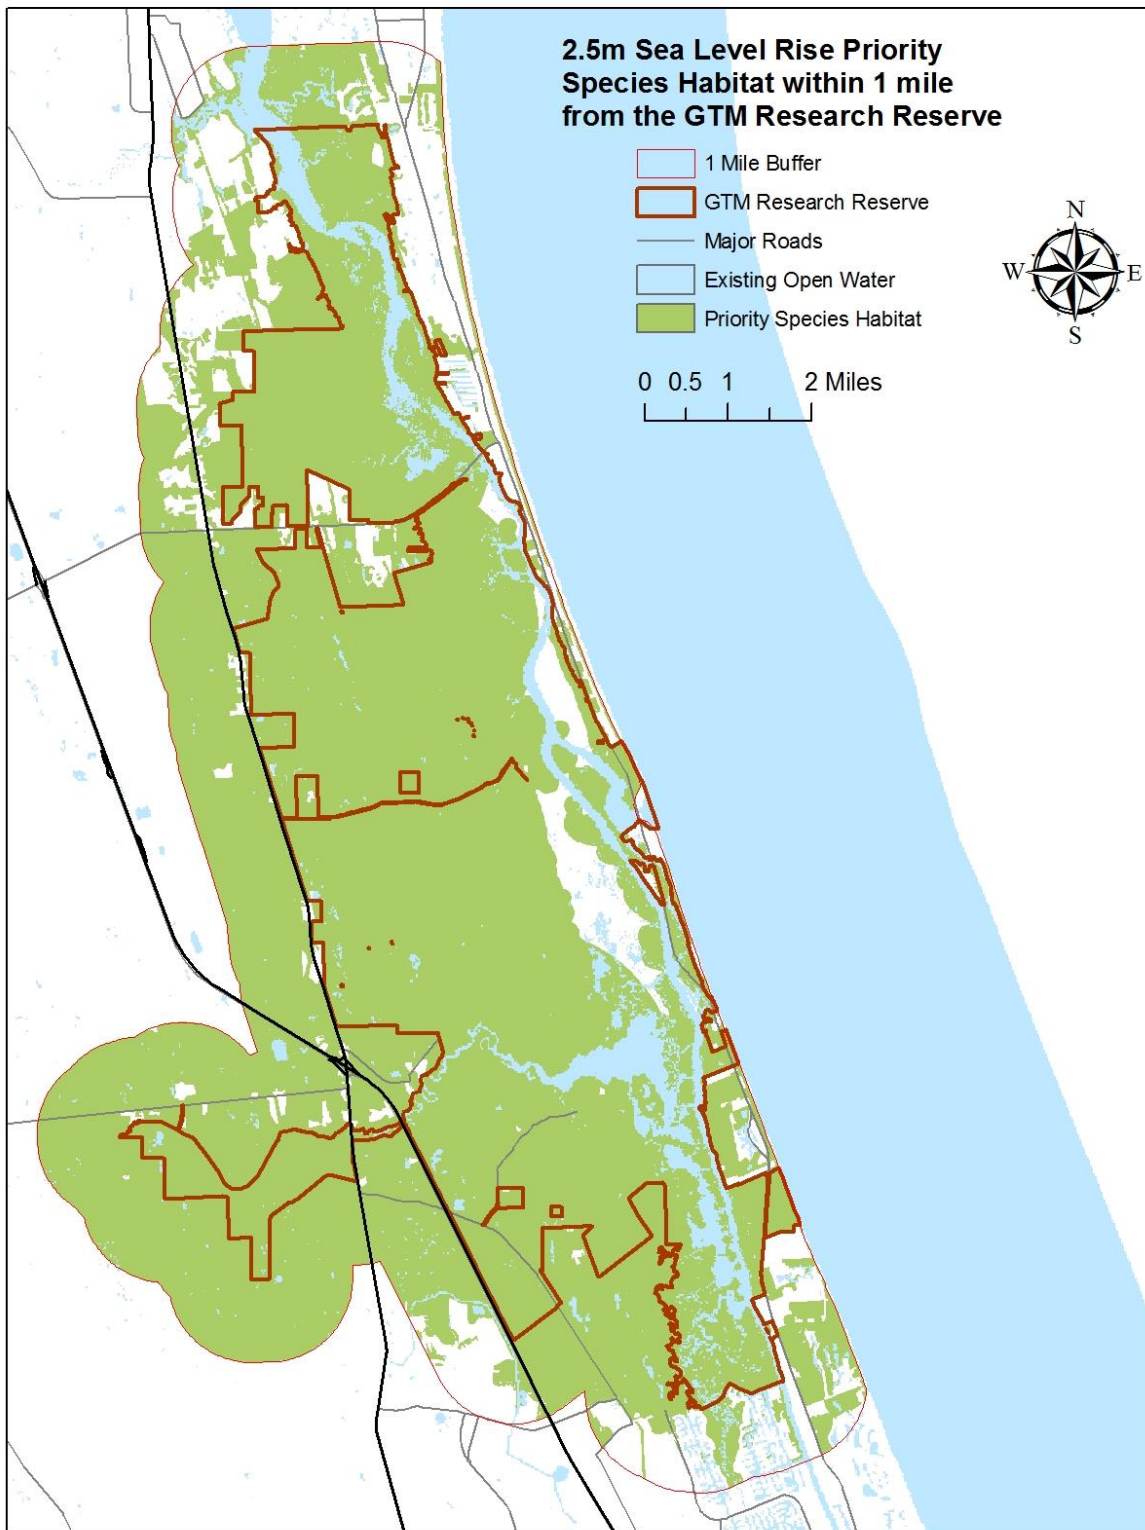 2.5m Sea Level Rise Priority
Species Habitat within 1 mile
from the GTM Research Reserve
1 Mile Buffer
GTM Research Reserve
Major Roads
Existing Open Water
Priority Species Habitat
0 0.5 1 2 Miles
N
W E
S